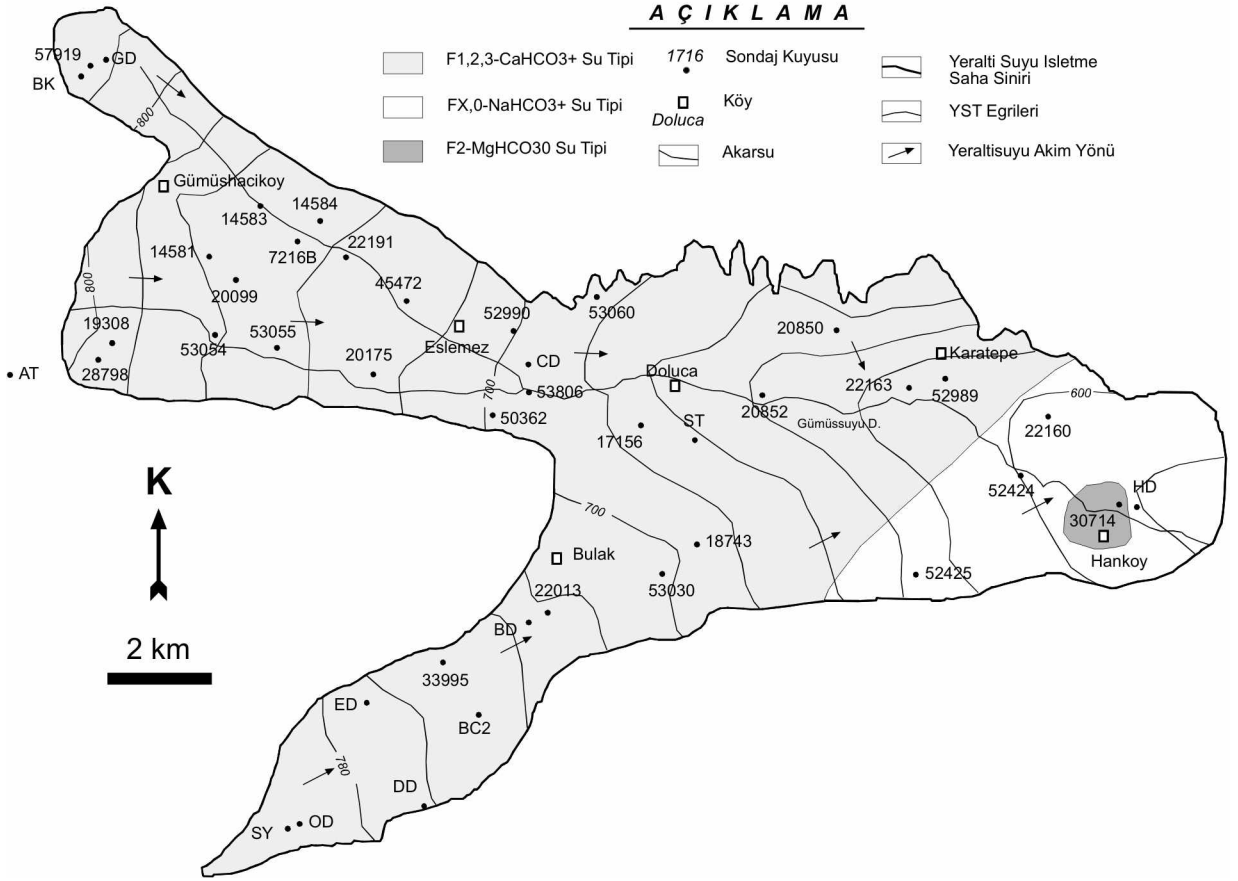 A Ç I K L A M A
F1,2,3-CaHCO3+ Su Tipi
FX,0-NaHCO3+ Su Tipi
F2-MgHCO30 Su Tipi
1716
Sondaj Kuyusu
Köy
Doluca
Akarsu
Yeralti Suyu Isletme
Saha Siniri
YST Egrileri
Yeraltisuyu Akim Yönü
57919
GD
BK
800
Gümüshacikoy
14583
14584
14581
7216B
22191
800
20099
45472
19308
53054
53055
52990
53060
20850
Eslemez
AT
28798
20175
CD
Karatepe
Doluca
700
53806
22163
52989
600
50362
20852
Gümüssuyu D.
17156
ST
22160
K
52424
HD
700
30714
Bulak
18743
Hankoy
22013
53030
52425
BD
2 km
33995
ED
BC2
780
DD
SY
OD